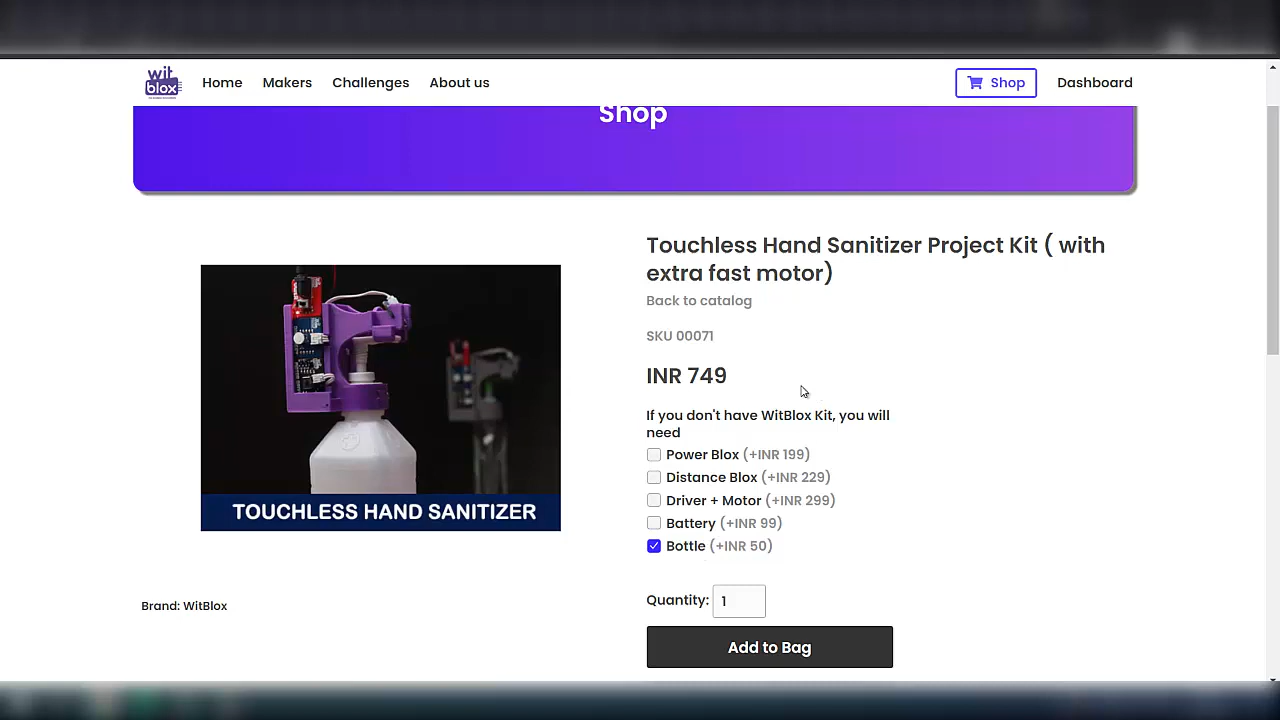 wit
blox
Home
Makers
Challenges
About us
Shop
Dashboard
Shop
Touchless Hand Sanitizer Project Kit ( with
extra fast motor)
Back to catalog
SKU 00071
INR 749
If you don't have WitBlox Kit, you will
need
Power Blox (+INR 199)
Distance Blox (+INR 229)
Driver + Motor (+INR 299)
Battery (+INR 99)
Bottle (+INR 50)
TOUCHLESS HAND SANITIZER
Brand: WitBlox
Quantity: 1
Add to Bag